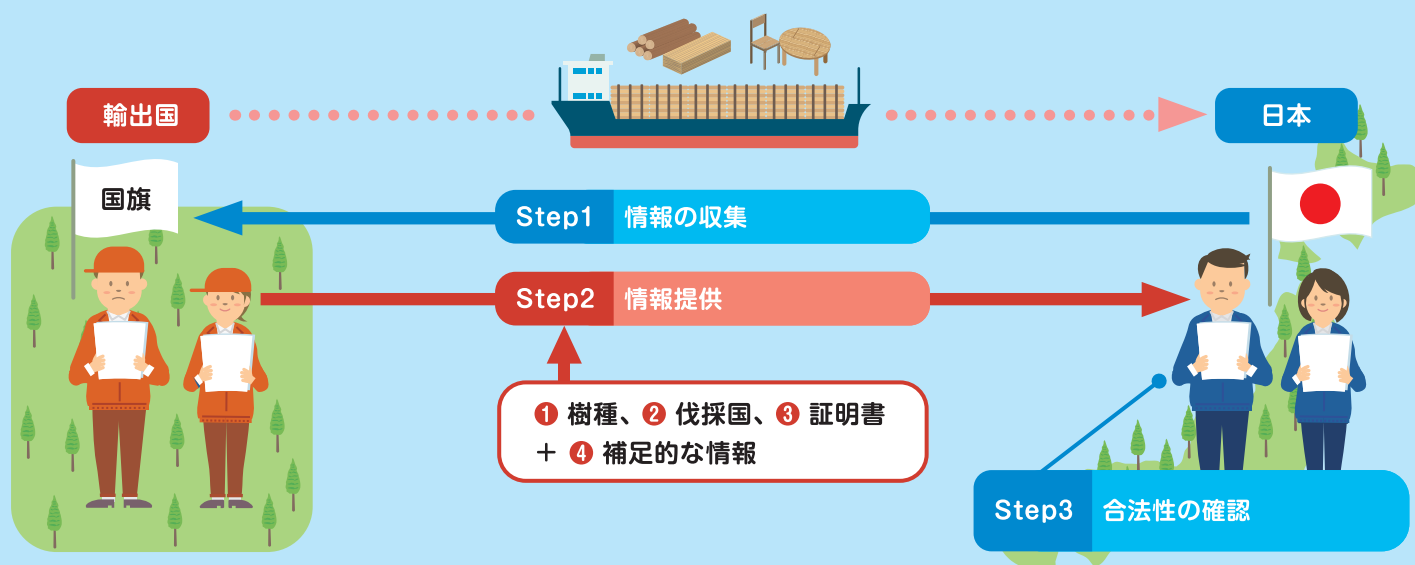 輸出国
日本
国旗
Step1 情報の収集
Step2 情報提供
❶ 樹種、❷ 伐採国、❸ 証明書
＋ ❹ 補足的な情報
Step3 合法性の確認